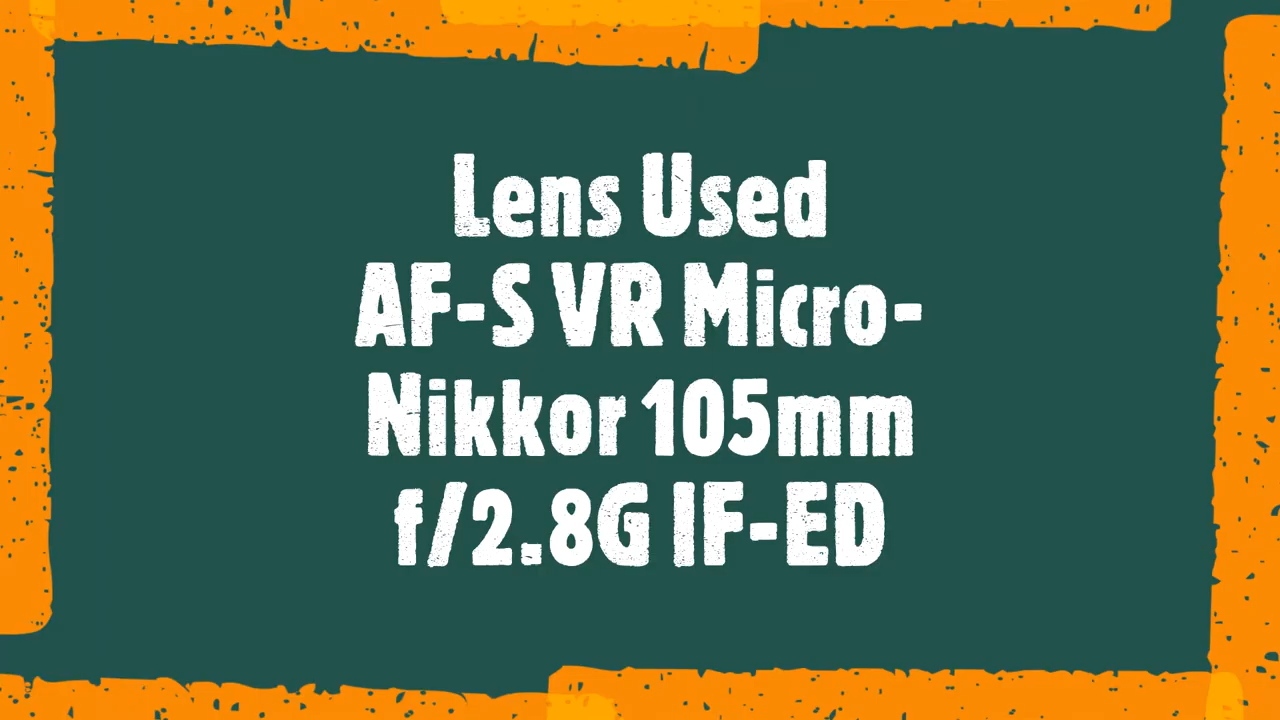 Lens Used
AF-S VR Micro-
Nikkor 105mm
f/2.8G IF-ED